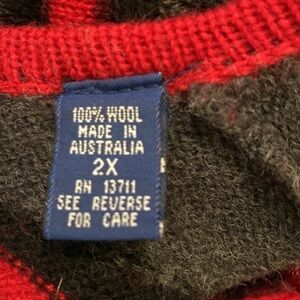 100% WOOL
MADE IN
AUSTRALIA
2X
RN 13711
SEE REVERSE
FOR CARE